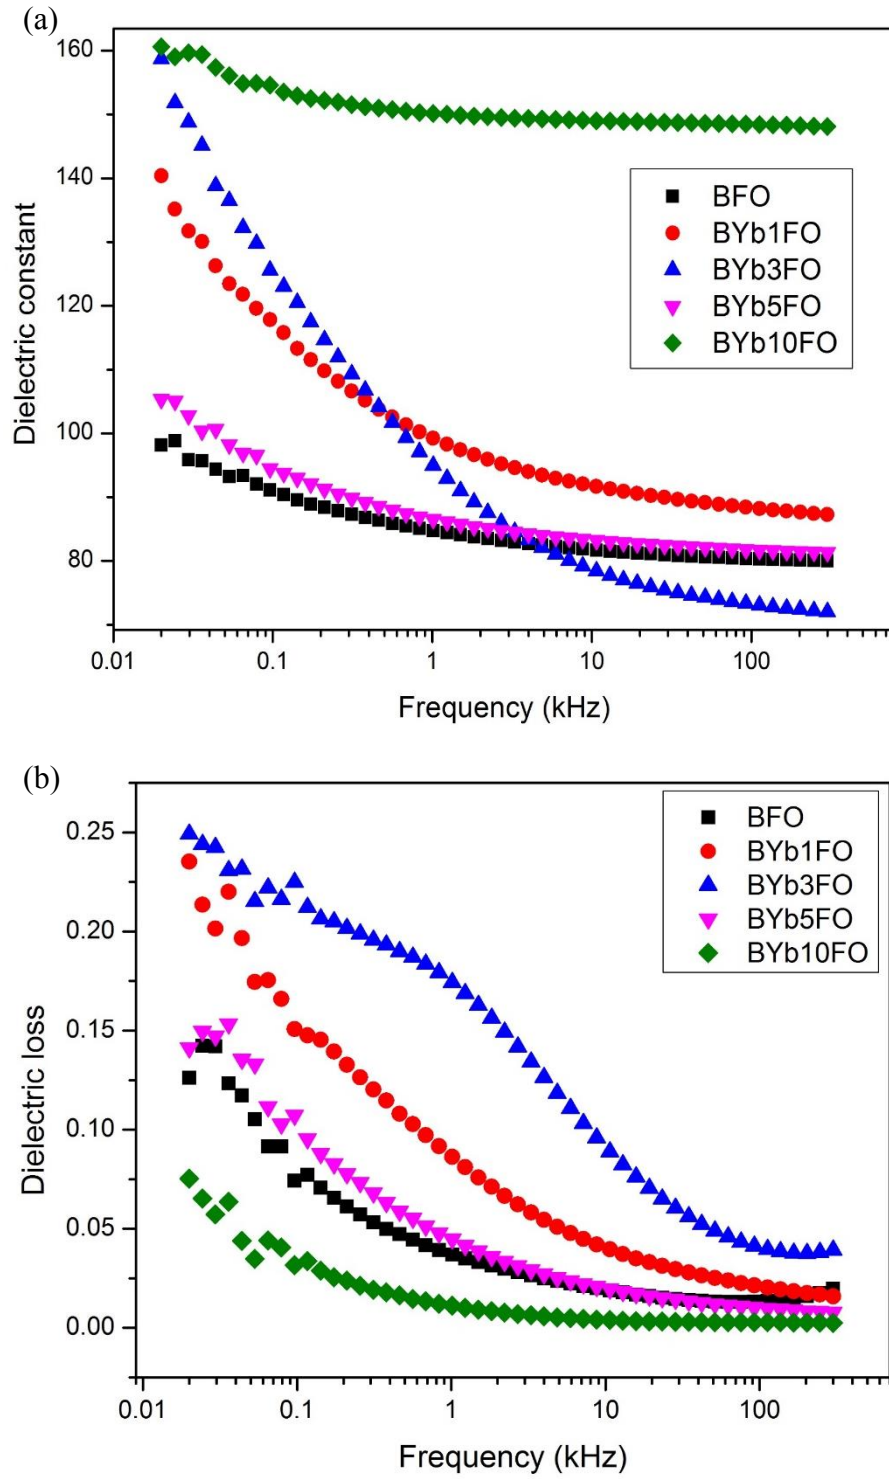 (a)
160
140
120
100
80
Dielectric constant
BFO
BYb1FO
BYb3FO
BYb5FO
BYb10FO
0.01 0.1 1 10 100
Frequency (kHz)
(b)
0.25
0.20
0.15
0.10
0.05
0.00
Dielectric loss
BFO
BYb1FO
BYb3FO
BYb5FO
BYb10FO
0.01 0.1 1 10 100
Frequency (kHz)